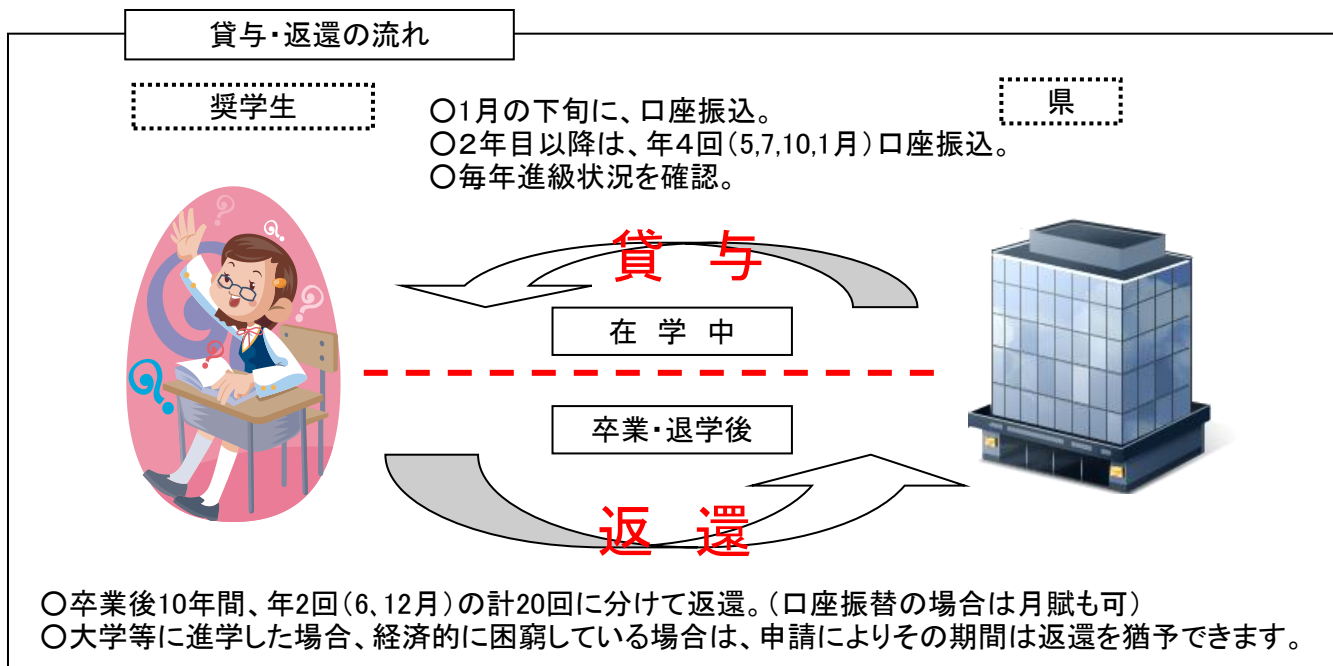 貸与・返還の流れ
奨学生
県
○1月の下旬に、口座振込。
○2年目以降は、年4回(5,7,10,1月)口座振込。
○毎年進級状況を確認。
貸 与
在 学 中
卒業・退学後
返 還
○卒業後10年間、年2回(6、12月)の計20回に分けて返還。(口座振替の場合は月賦も可)
○大学等に進学した場合、経済的に困窮している場合は、申請によりその期間は返還を猶予できます。